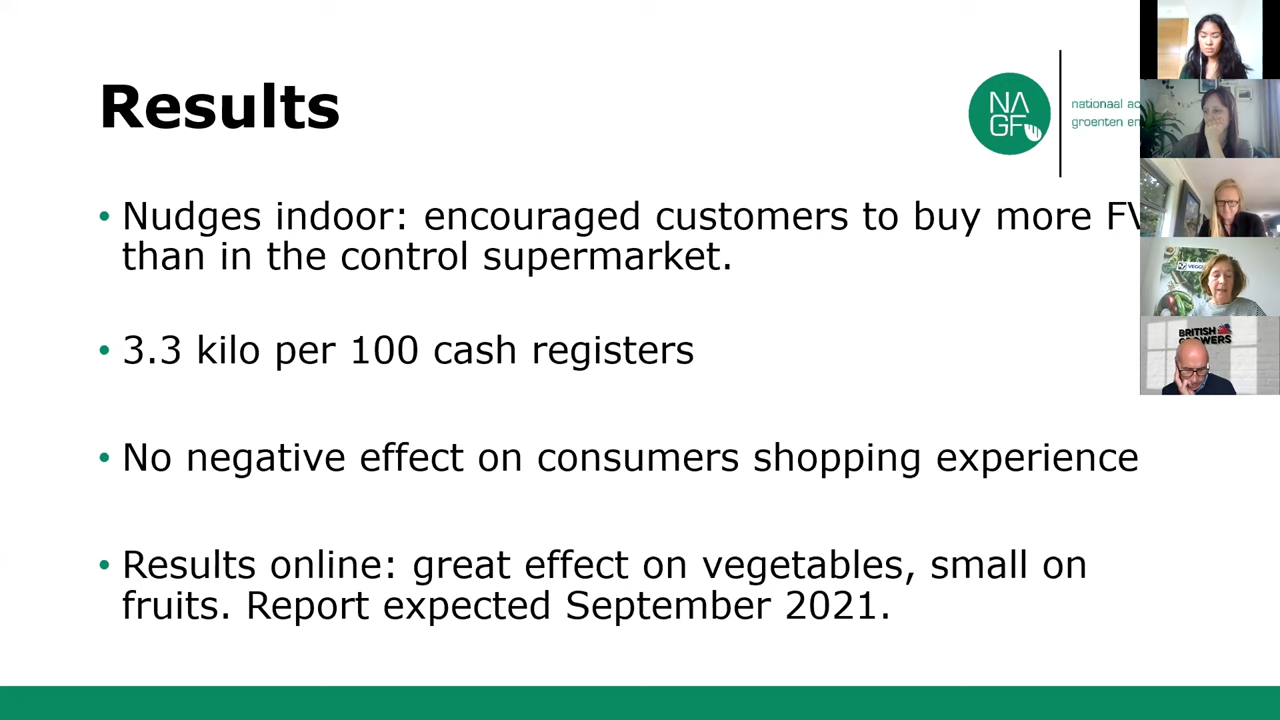 Results
NA
GF
nationaal
groenten en
• Nudges indoor: encouraged customers to buy more
than in the control supermarket.
• 3.3 kilo per 100 cash registers
• No negative effect on consumers shopping experience
• Results online: great effect on vegetables, small on
fruits. Report expected September 2021.
BRITISH